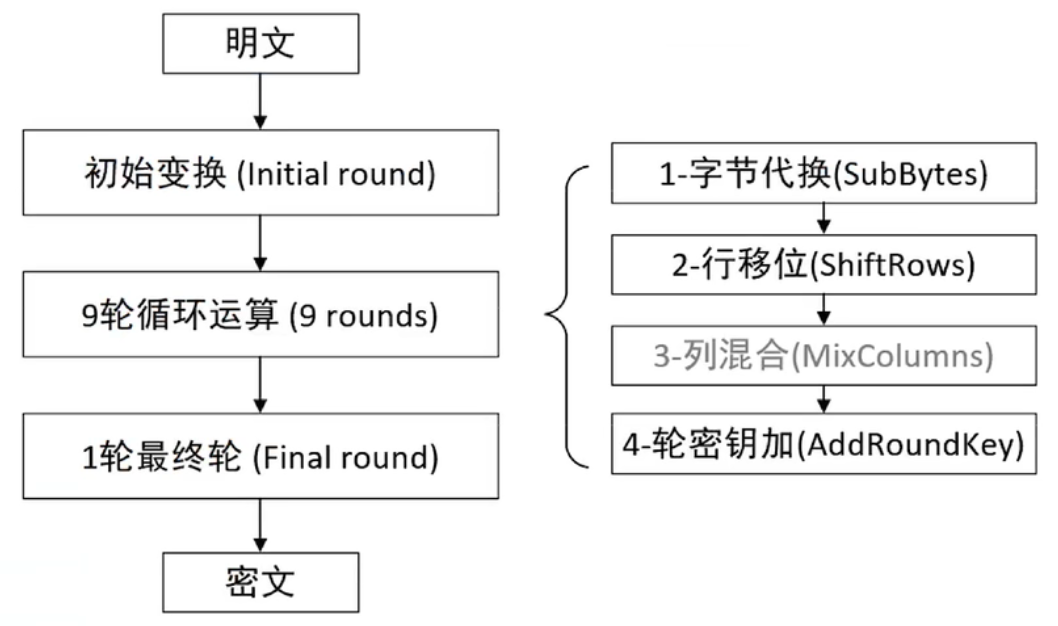 明文
初始变换 (Initial round)
9轮循环运算 (9 rounds)
1轮最终轮 (Final round)
密文
1-字节代换(SubBytes)
2-行移位(ShiftRows)
3-列混合(MixColumns)
4-轮密钥加(AddRoundKey)